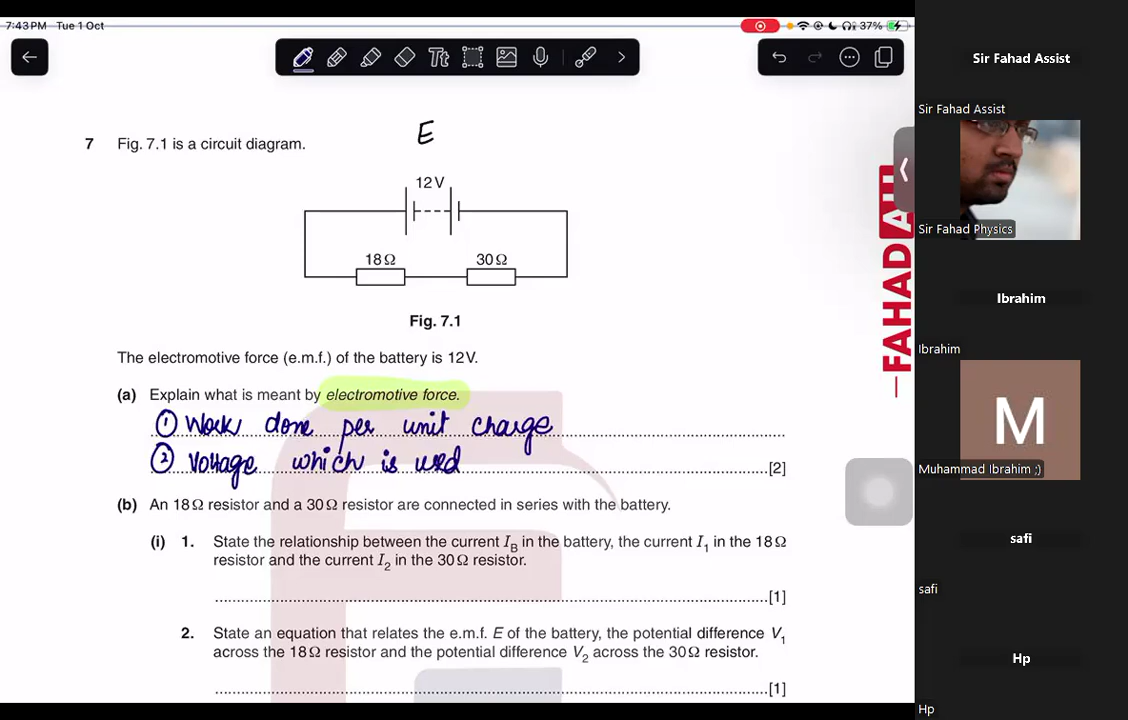 7:43 PM Tue 1 Oct
37%
Tt
E
7 Fig. 7.1 is a circuit diagram.
12 V
18 Ω 30 Ω
Fig. 7.1
The electromotive force (e.m.f.) of the battery is 12 V.
(a) Explain what is meant by electromotive force.
① Work done per unit charge
② Voltage which is used [2]
(b) An 18 Ω resistor and a 30 Ω resistor are connected in series with the battery.
(i) 1. State the relationship between the current I_B in the battery, the current I_1 in the 18 Ω
resistor and the current I_2 in the 30 Ω resistor.
[1]
2. State an equation that relates the e.m.f. E of the battery, the potential difference V_1
across the 18 Ω resistor and the potential difference V_2 across the 30 Ω resistor.
[1]
FAHAD
Sir Fahad Assist
Sir Fahad Assist
Sir Fahad Physics
Ibrahim
Ibrahim
M
Muhammad Ibrahim ;)
safi
safi
Hp
Hp